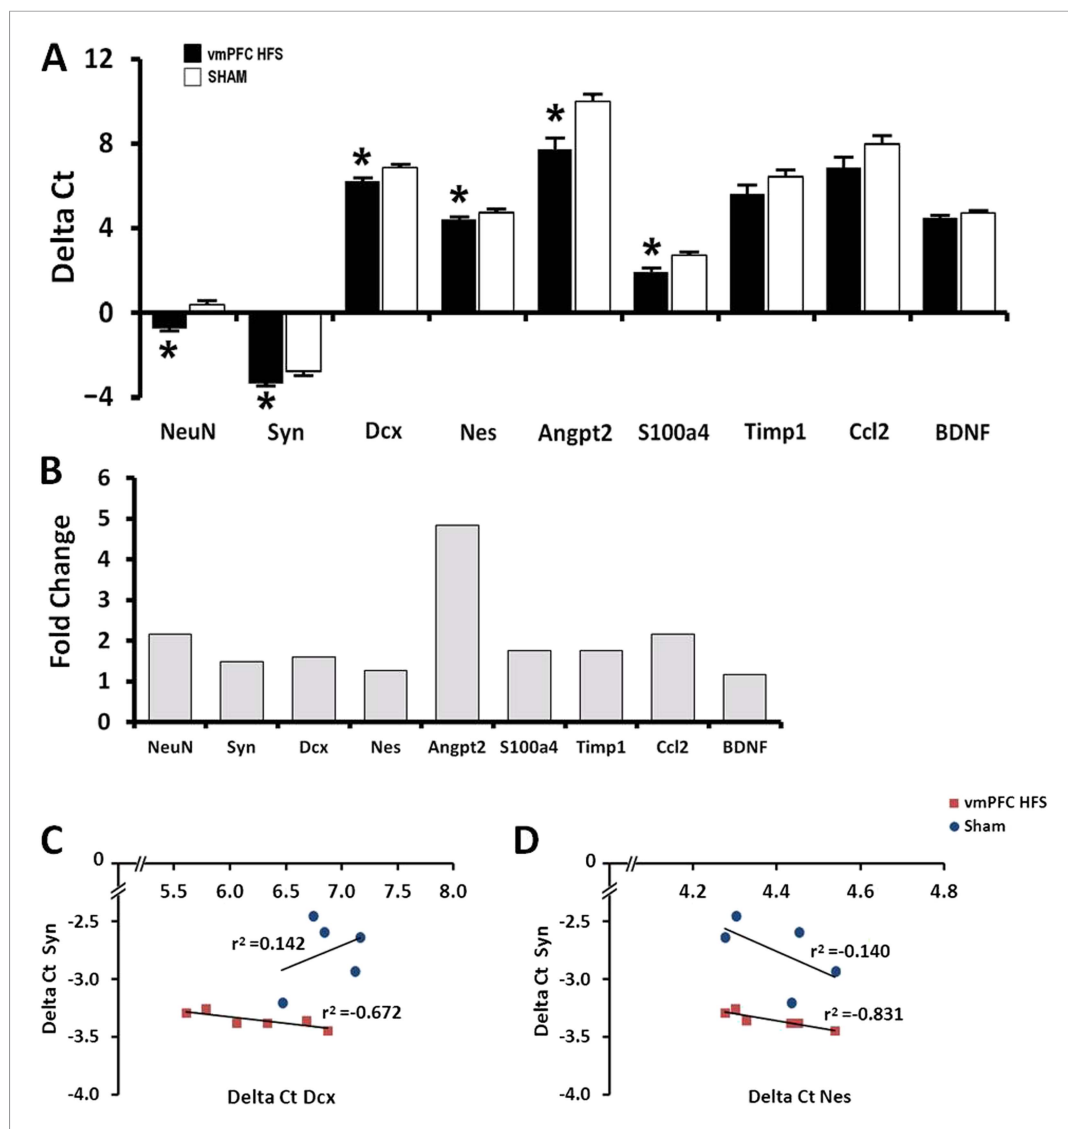 A
vmPFC HFS
SHAM
Delta Ct
12
8
4
0
−4
*
*
*
*
*
*
NeuN Syn Dcx Nes Angpt2 S100a4 Timp1 Ccl2 BDNF
B
Fold Change
6
5
4
3
2
1
0
NeuN Syn Dcx Nes Angpt2 S100a4 Timp1 Ccl2 BDNF
vmPFC HFS
Sham
C
0
5.5 6.0 6.5 7.0 7.5 8.0
-2.5
-3.0
-3.5
-4.0
Delta Ct Syn
r² =0.142
r² =-0.672
Delta Ct Dcx
D
0
4.2 4.4 4.6 4.8
-2.5
-3.0
-3.5
-4.0
Delta Ct Syn
r² =-0.140
r² =-0.831
Delta Ct Nes